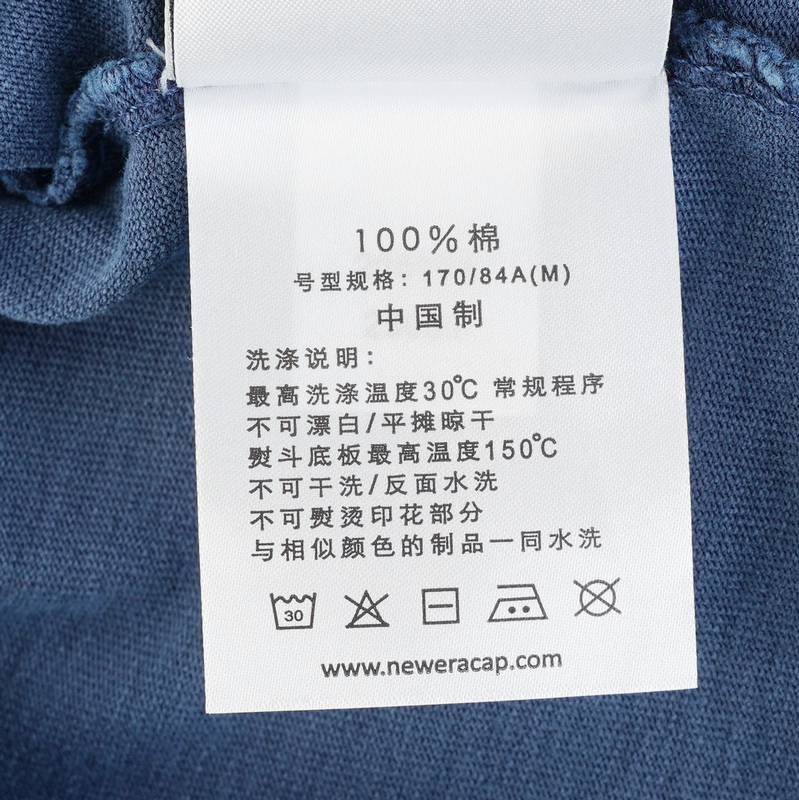 100%棉
号型规格：170/84A(M)
中国制
洗涤说明：
最高洗涤温度30℃ 常规程序
不可漂白/平摊晾干
熨斗底板最高温度150℃
不可干洗/反面水洗
不可熨烫印花部分
与相似颜色的制品一同水洗
30
www.neweracap.com